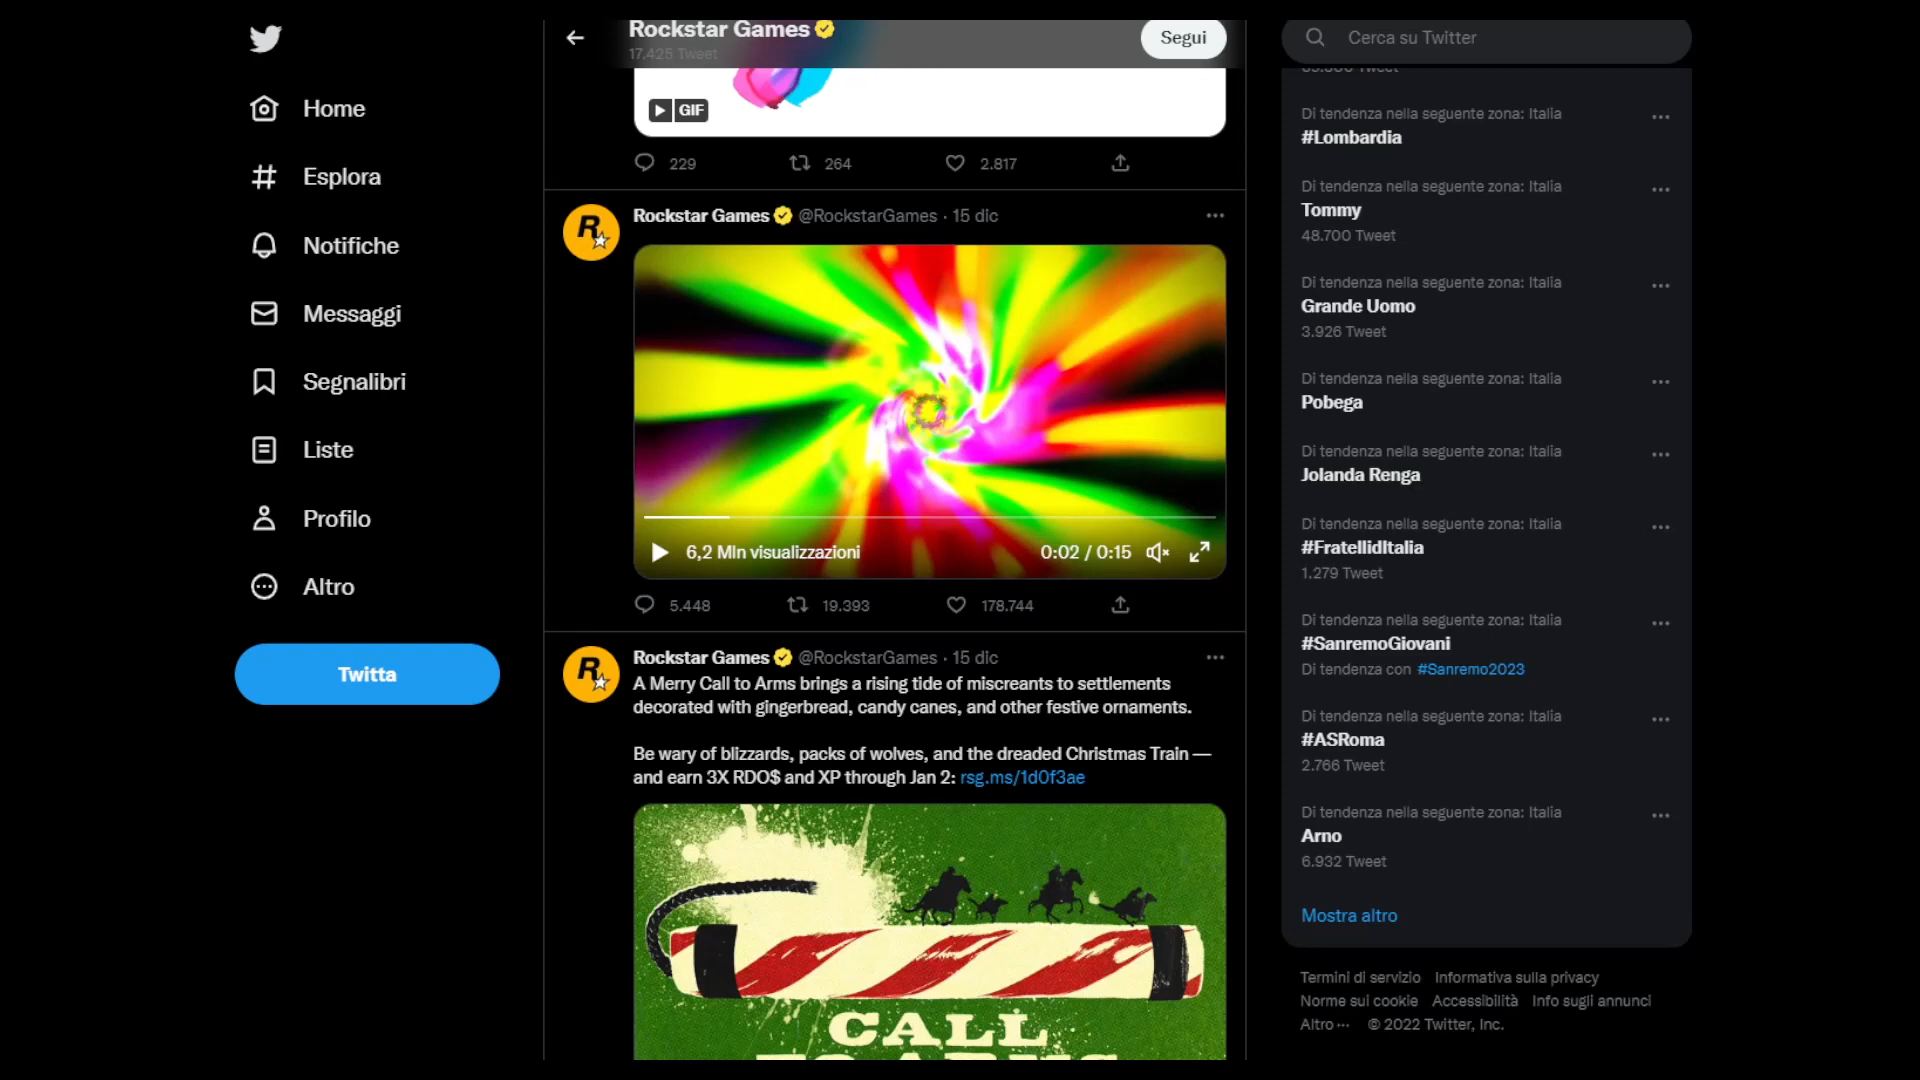 Home
Esplora
Notifiche
Messaggi
Segnalibri
Liste
Profilo
Altro
Twitta
Rockstar Games
17.425 Tweet
Segui
GIF
229 264 2.817
Rockstar Games @RockstarGames · 15 dic
6,2 Mln visualizzazioni 0:02 / 0:15
5.448 19.393 178.744
Rockstar Games @RockstarGames · 15 dic
A Merry Call to Arms brings a rising tide of miscreants to settlements
decorated with gingerbread, candy canes, and other festive ornaments.
Be wary of blizzards, packs of wolves, and the dreaded Christmas Train —
and earn 3X RDO$ and XP through Jan 2: rsg.ms/1d0f3ae
CALL
TO ARMS
Cerca su Twitter
Di tendenza nella seguente zona: Italia
#Lombardia
Di tendenza nella seguente zona: Italia
Tommy
48.700 Tweet
Di tendenza nella seguente zona: Italia
Grande Uomo
3.926 Tweet
Di tendenza nella seguente zona: Italia
Pobega
Di tendenza nella seguente zona: Italia
Jolanda Renga
Di tendenza nella seguente zona: Italia
#FratellidItalia
1.279 Tweet
Di tendenza nella seguente zona: Italia
#SanremoGiovani
Di tendenza con #Sanremo2023
Di tendenza nella seguente zona: Italia
#ASRoma
2.766 Tweet
Di tendenza nella seguente zona: Italia
Arno
6.932 Tweet
Mostra altro
Termini di servizio Informativa sulla privacy
Norme sui cookie Accessibilità Info sugli annunci
Altro ··· © 2022 Twitter, Inc.